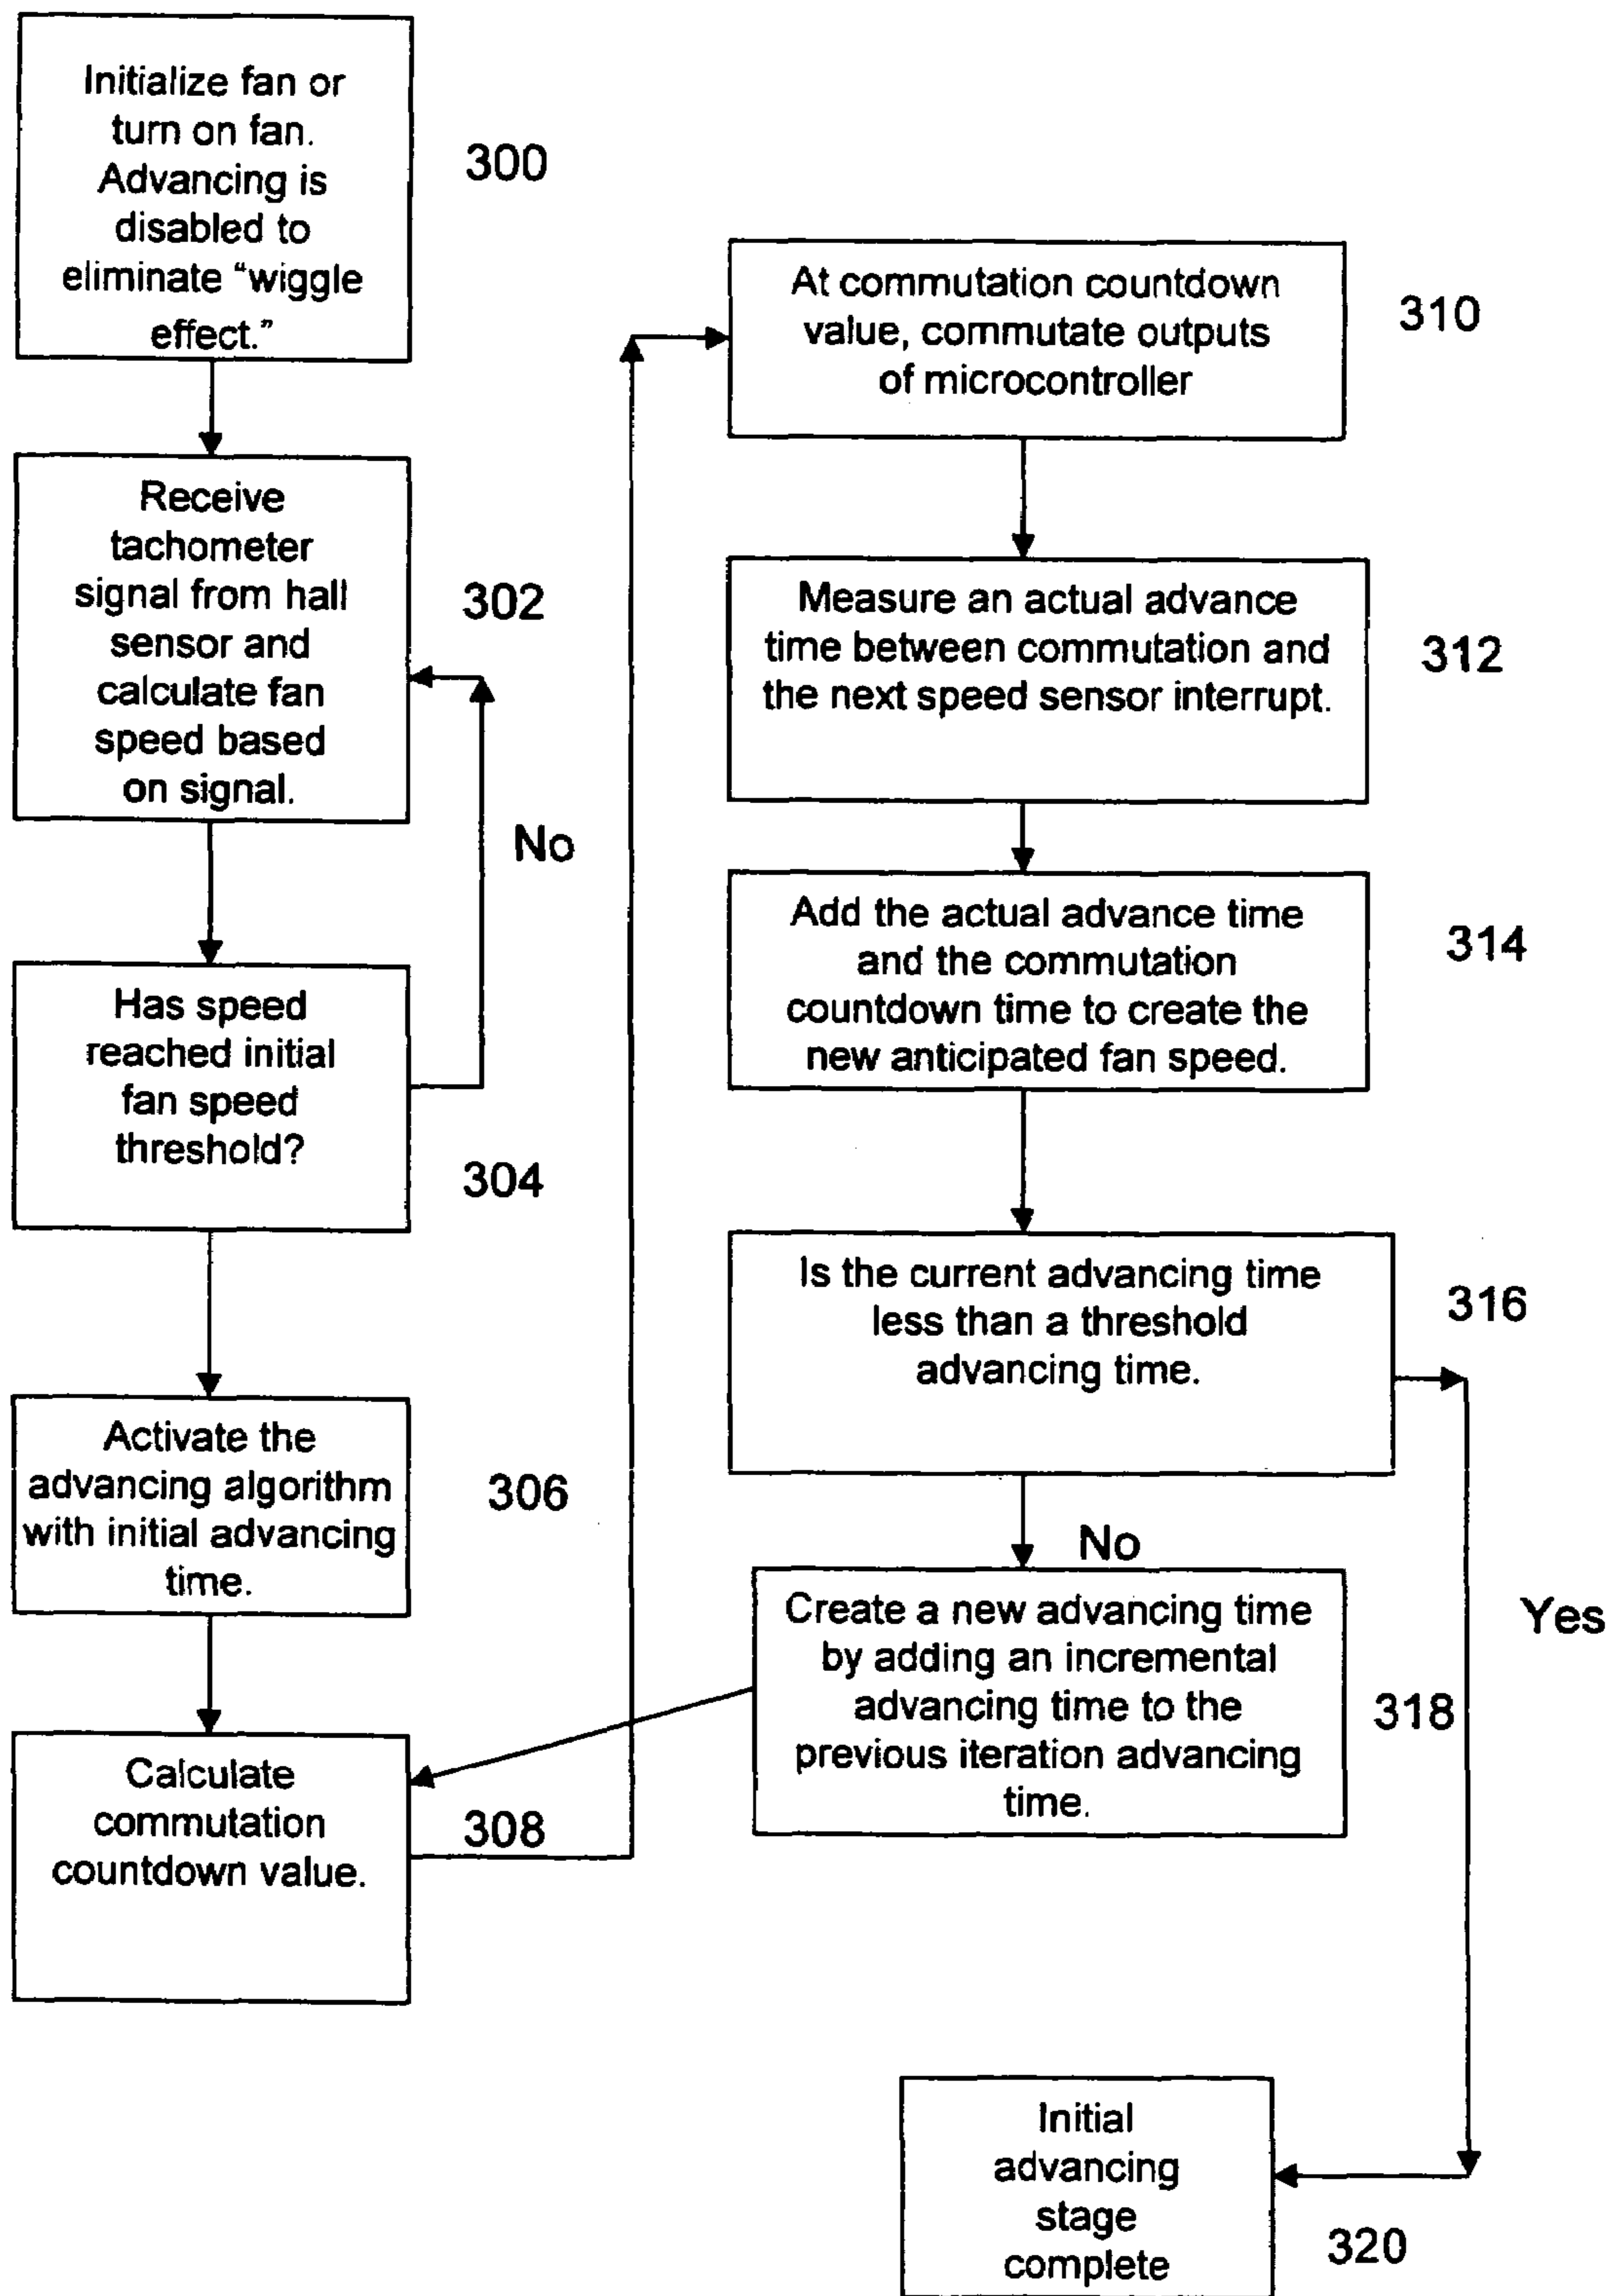 Initialize fan or
turn on fan.
Advancing is
disabled to
eliminate “wiggle
effect.”
300
Receive
tachometer
signal from hall
sensor and
calculate fan
speed based
on signal.
302
No
Has speed
reached initial
fan speed
threshold?
304
Activate the
advancing algorithm
with initial advancing
time.
306
Calculate
commutation
countdown value.
308
At commutation countdown
value, commutate outputs
of microcontroller
310
Measure an actual advance
time between commutation and
the next speed sensor interrupt.
312
Add the actual advance time
and the commutation
countdown time to create the
new anticipated fan speed.
314
Is the current advancing time
less than a threshold
advancing time.
316
No
Yes
Create a new advancing time
by adding an incremental
advancing time to the
previous iteration advancing
time.
318
Initial
advancing
stage
complete
320